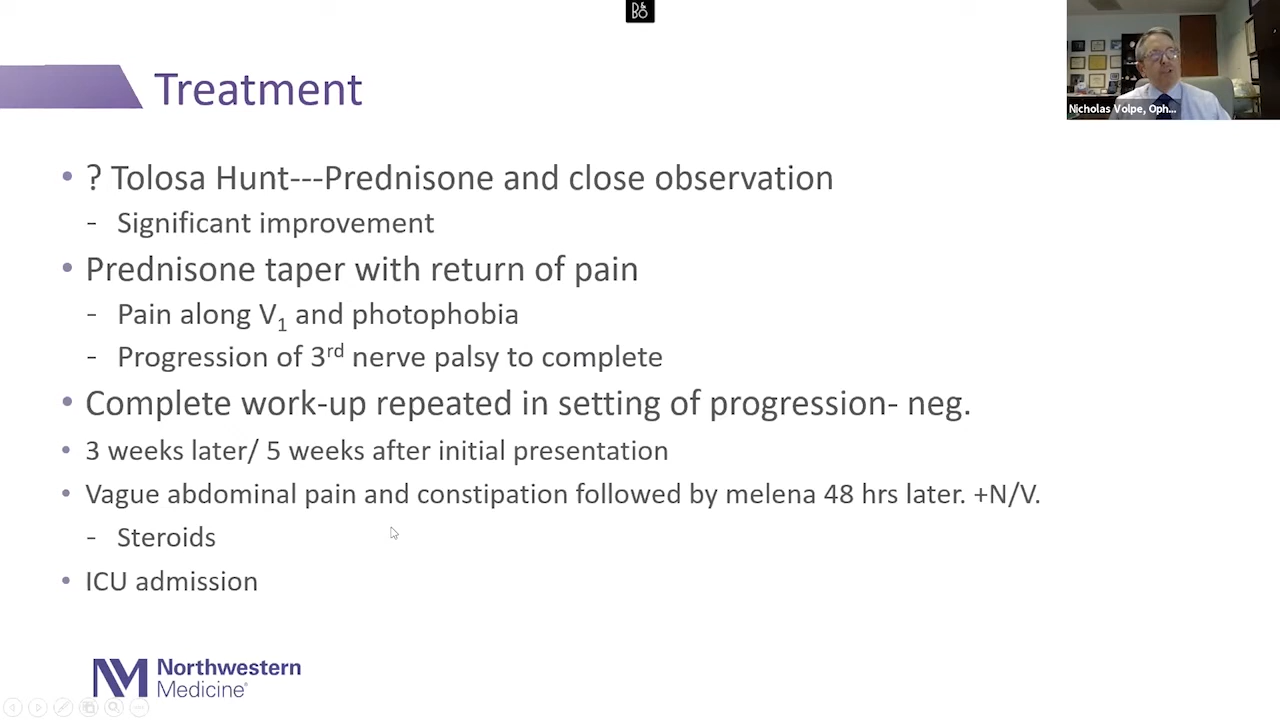 D&
BO
Nicholas Volpe, Oph...
Treatment
• ? Tolosa Hunt---Prednisone and close observation
- Significant improvement
• Prednisone taper with return of pain
- Pain along V1 and photophobia
- Progression of 3rd nerve palsy to complete
• Complete work-up repeated in setting of progression- neg.
• 3 weeks later/ 5 weeks after initial presentation
• Vague abdominal pain and constipation followed by melena 48 hrs later. +N/V.
- Steroids
• ICU admission
NM Northwestern
Medicine®